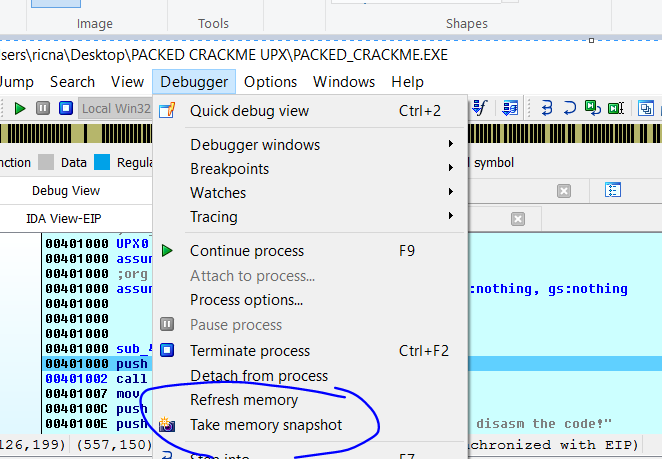 Image
Tools
Shapes
sers\ricna\Desktop\PACKED CRACKME UPX\PACKED_CRACKME.EXE
Jump Search View Debugger Options Windows Help
Local Win32
Quick debug view Ctrl+2
Debugger windows
Breakpoints
Watches
Tracing
Continue process F9
Attach to process...
Process options...
Pause process
Terminate process Ctrl+F2
Detach from process
Refresh memory
Take memory snapshot
F7
nction Data Regula
d symbol
Debug View
IDA View-EIP
00401000 UPX0
00401000 assu
00401000 ;org
00401000 assu :nothing, gs:nothing
00401000
00401000
00401000 sub_
00401000 push
00401002 call
00401007 mov
0040100C push
0040100E push disasm the code!"
126,199) (557,150) chronized with EIP)